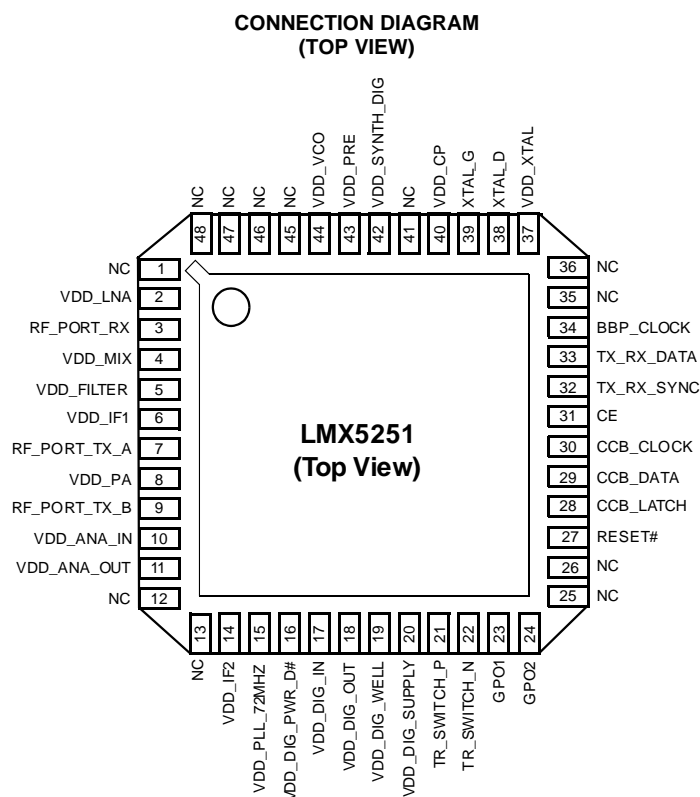 CONNECTION DIAGRAM
(TOP VIEW)
NC
NC
NC
NC
VDD_VCO
VDD_PRE
VDD_SYNTH_DIG
NC
VDD_CP
XTAL_G
XTAL_D
VDD_XTAL
48
47
46
45
44
43
42
41
40
39
38
37
NC 1
VDD_LNA 2
RF_PORT_RX 3
VDD_MIX 4
VDD_FILTER 5
VDD_IF1 6
RF_PORT_TX_A 7
VDD_PA 8
RF_PORT_TX_B 9
VDD_ANA_IN 10
VDD_ANA_OUT 11
NC 12
LMX5251
(Top View)
36 NC
35 NC
34 BBP_CLOCK
33 TX_RX_DATA
32 TX_RX_SYNC
31 CE
30 CCB_CLOCK
29 CCB_DATA
28 CCB_LATCH
27 RESET#
26 NC
25 NC
13
14
15
16
17
18
19
20
21
22
23
24
NC
VDD_IF2
VDD_PLL_72MHZ
VDD_DIG_PWR_D#
VDD_DIG_IN
VDD_DIG_OUT
VDD_DIG_WELL
VDD_DIG_SUPPLY
TR_SWITCH_P
TR_SWITCH_N
GPO1
GPO2